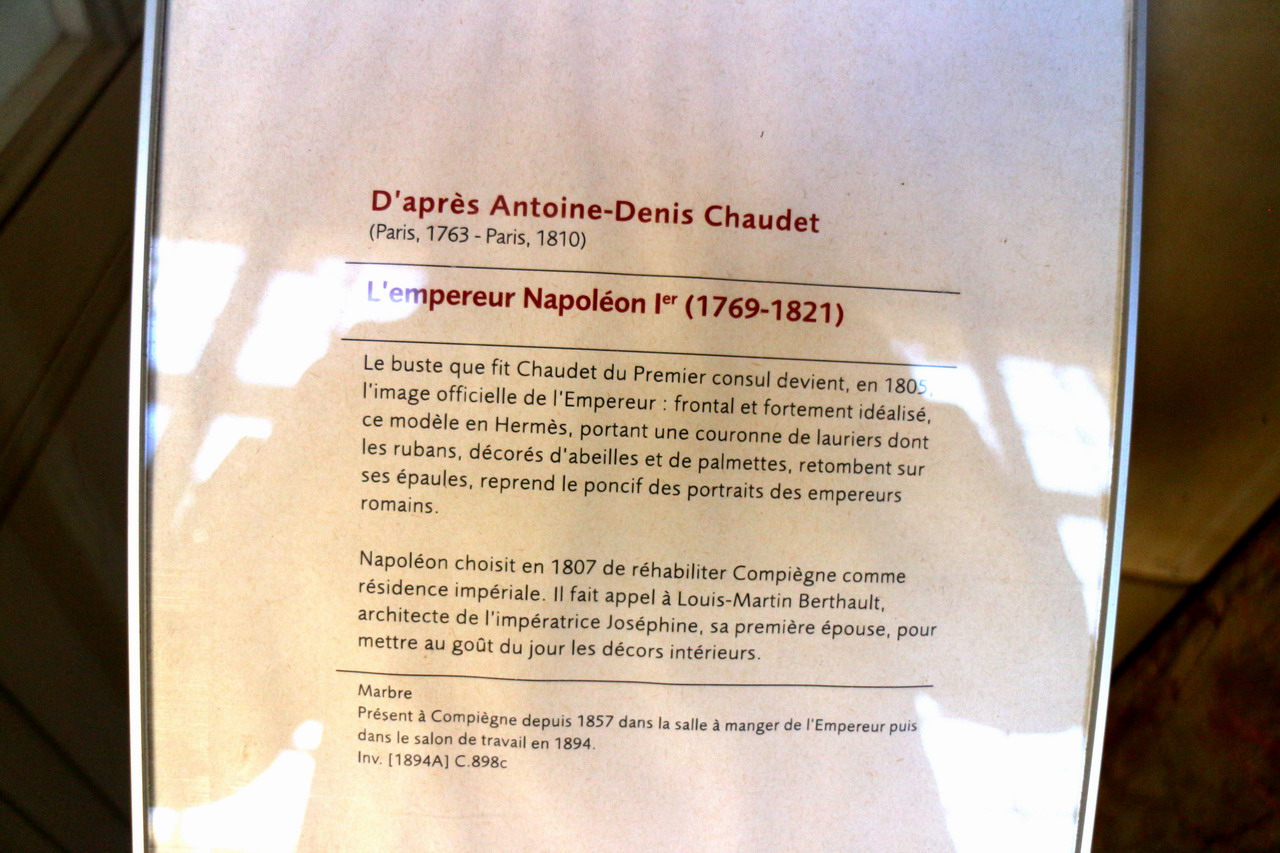 D'après Antoine-Denis Chaudet
(Paris, 1763 - Paris, 1810)
L'empereur Napoléon Ier (1769-1821)
Le buste que fit Chaudet du Premier consul devient, en 1805,
l'image officielle de l'Empereur : frontal et fortement idéalisé,
ce modèle en Hermès, portant une couronne de lauriers dont
les rubans, décorés d'abeilles et de palmettes, retombent sur
ses épaules, reprend le poncif des portraits des empereurs
romains.
Napoléon choisit en 1807 de réhabiliter Compiègne comme
résidence impériale. Il fait appel à Louis-Martin Berthault,
architecte de l'impératrice Joséphine, sa première épouse, pour
mettre au goût du jour les décors intérieurs.
Marbre
Présent à Compiègne depuis 1857 dans la salle à manger de l'Empereur puis
dans le salon de travail en 1894.
Inv. [1894A] C.898c